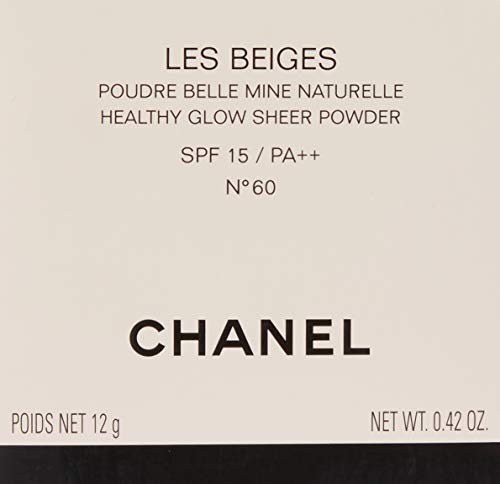 LES BEIGES
POUDRE BELLE MINE NATURELLE
HEALTHY GLOW SHEER POWDER
SPF 15 / PA++
N°60
CHANEL
POIDS NET 12 g NET WT. 0.42 OZ.